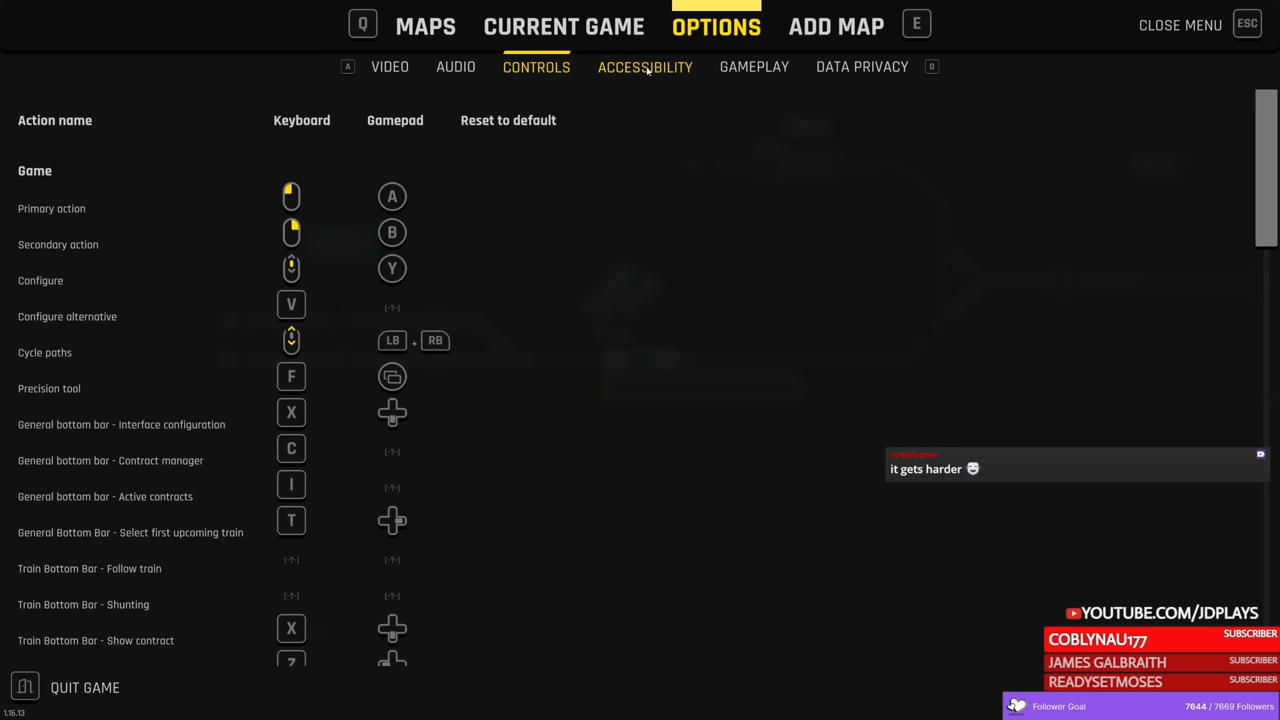 Q MAPS CURRENT GAME OPTIONS ADD MAP E CLOSE MENU ESC
A VIDEO AUDIO CONTROLS ACCESSIBILITY GAMEPLAY DATA PRIVACY D
Action name Keyboard Gamepad Reset to default
Game
Primary action A
Secondary action B
Configure Y
Configure alternative V [-?-]
Cycle paths LB + RB
Precision tool F
General bottom bar - Interface configuration X
General bottom bar - Contract manager C [-?-]
General bottom bar - Active contracts I [-?-]
General Bottom Bar - Select first upcoming train T
Train Bottom Bar - Follow train [-?-] [-?-]
Train Bottom Bar - Shunting [-?-] [-?-]
Train Bottom Bar - Show contract X
Z
it gets harder
YOUTUBE.COM/JDPLAYS
COBLYNAU177 SUBSCRIBER
JAMES GALBRAITH SUBSCRIBER
READYSETMOSES SUBSCRIBER
Follower Goal 7644 / 7669 Followers
QUIT GAME
1.16.13